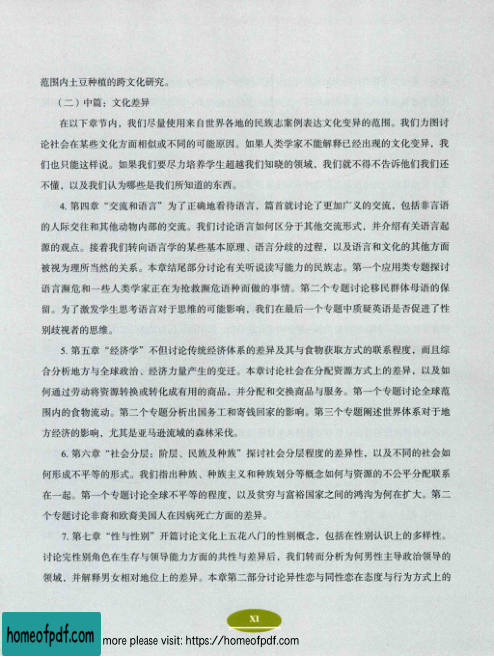 范围内土豆种植的跨文化研究。
（二）中篇：文化差异
在以下章节内，我们尽量使用来自世界各地的民族志案例表达文化变异的范围。我们力图讨
论社会在某些文化方面相似或不同的可能原因。如果人类学家不能解释已经出现的文化变异，我
们也只能这样说。如果我们要尽力培养学生超越我们知晓的领域，我们就不得不告诉他们我们还
不懂，以及我们认为哪些是我们所知道的东西。
4. 第四章“交流和语言”为了正确地看待语言，篇首就讨论了更加广义的交流，包括非言语
的人际交往和其他动物内部的交流。我们讨论语言如何区分于其他交流形式，并介绍有关语言起
源的观点。接着我们转向语言学的某些基本原理、语言分歧的过程，以及语言和文化的其他方面
被视为理所当然的关系。本章结尾部分讨论有关听说读写能力的民族志。第一个应用类专题探讨
语言濒危和一些人类学家正在为抢救濒危语种而做的事情。第二个专题讨论移民群体母语的保
留。为了激发学生思考语言对于思维的可能影响，我们在最后一个专题中质疑英语是否促进了性
别歧视者的思维。
5. 第五章“经济学”不但讨论传统经济体系的差异及其与食物获取方式的联系程度，而且综
合分析地方与全球政治、经济力量产生的变迁。本章讨论社会在分配资源方式上的差异，以及如
何通过劳动将资源转换或转化成有用的商品，并分配和交换商品与服务。第一个专题讨论全球范
围内的食物流动。第二个专题分析出国务工和寄钱回家的影响。第三个专题阐述世界体系对于地
方经济的影响，尤其是亚马逊流域的森林采伐。
6. 第六章“社会分层：阶层、民族及种族”探讨社会分层程度的差异性，以及不同的社会如
何形成不平等的形式。我们指出种族、种族主义和种族划分等概念如何与资源的不公平分配联系
在一起。第一个专题讨论全球不平等的程度，以及贫穷与富裕国家之间的鸿沟为何在扩大。第二
个专题讨论非裔和欧裔美国人在因病死亡方面的差异。
7. 第七章“性与性别”开篇讨论文化上五花八门的性别概念，包括在性别认识上的多样性。
讨论完性别角色在生存与领导能力方面的共性与差异后，我们转而分析为何男性主导政治领导的
领域，并解释男女相对地位上的差异。本章第二部分讨论异性恋与同性恋在态度与行为方式上的
XI
homeofpdf.com
more please visit: https://homeofpdf.com